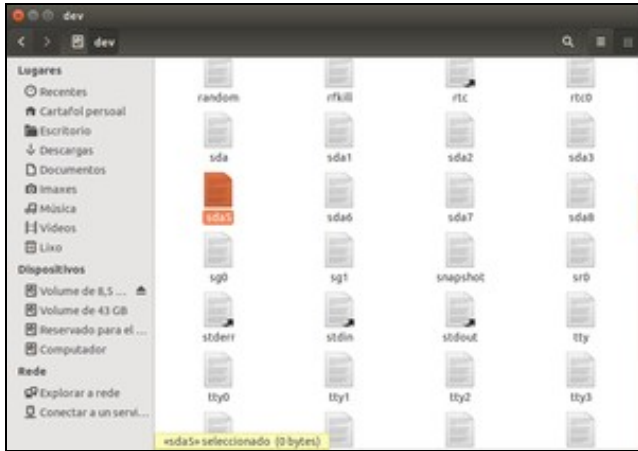 dev
dev
Lugares
Recentes
Cartafol persoal
Escritorio
Descargas
Documentos
Imaxes
Música
Vídeos
Lixo
Dispositivos
Volume de 8,5 ...
Volume de 43 GB
Reservado para el ...
Computador
Rede
Explorar a rede
Conectar a un servi...
random rfkill rtc rtc0
sda sda1 sda2 sda3
sda5 sda6 sda7 sda8
sg0 sg1 snapshot sr0
stderr stdin stdout tty
tty0 tty1 tty2 tty3
«sda5» seleccionado (0 bytes)